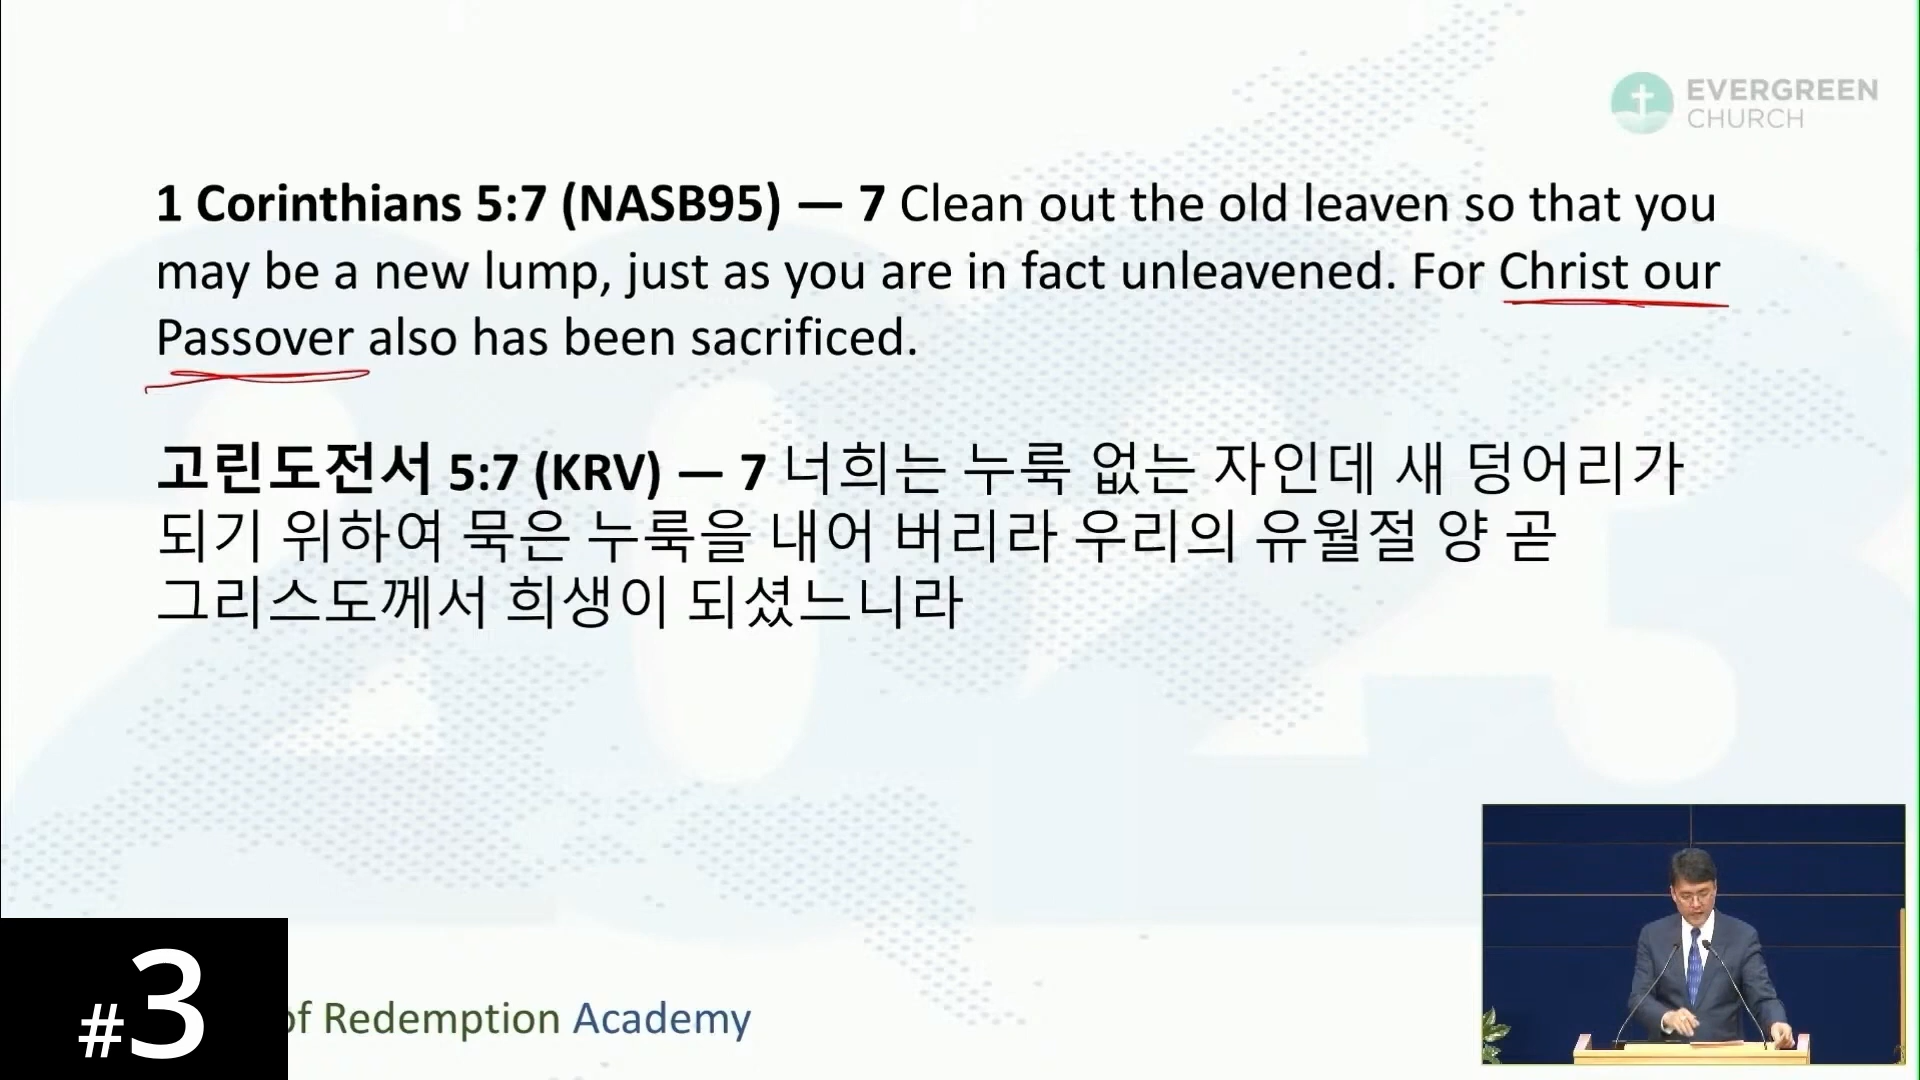 EVERGREEN
CHURCH
1 Corinthians 5:7 (NASB95) — 7 Clean out the old leaven so that you
may be a new lump, just as you are in fact unleavened. For Christ our
Passover also has been sacrificed.
고린도전서 5:7 (KRV) — 7 너희는 누룩 없는 자인데 새 덩어리가
되기 위하여 묵은 누룩을 내어 버리라 우리의 유월절 양 곧
그리스도께서 희생이 되셨느니라
#3
of Redemption Academy